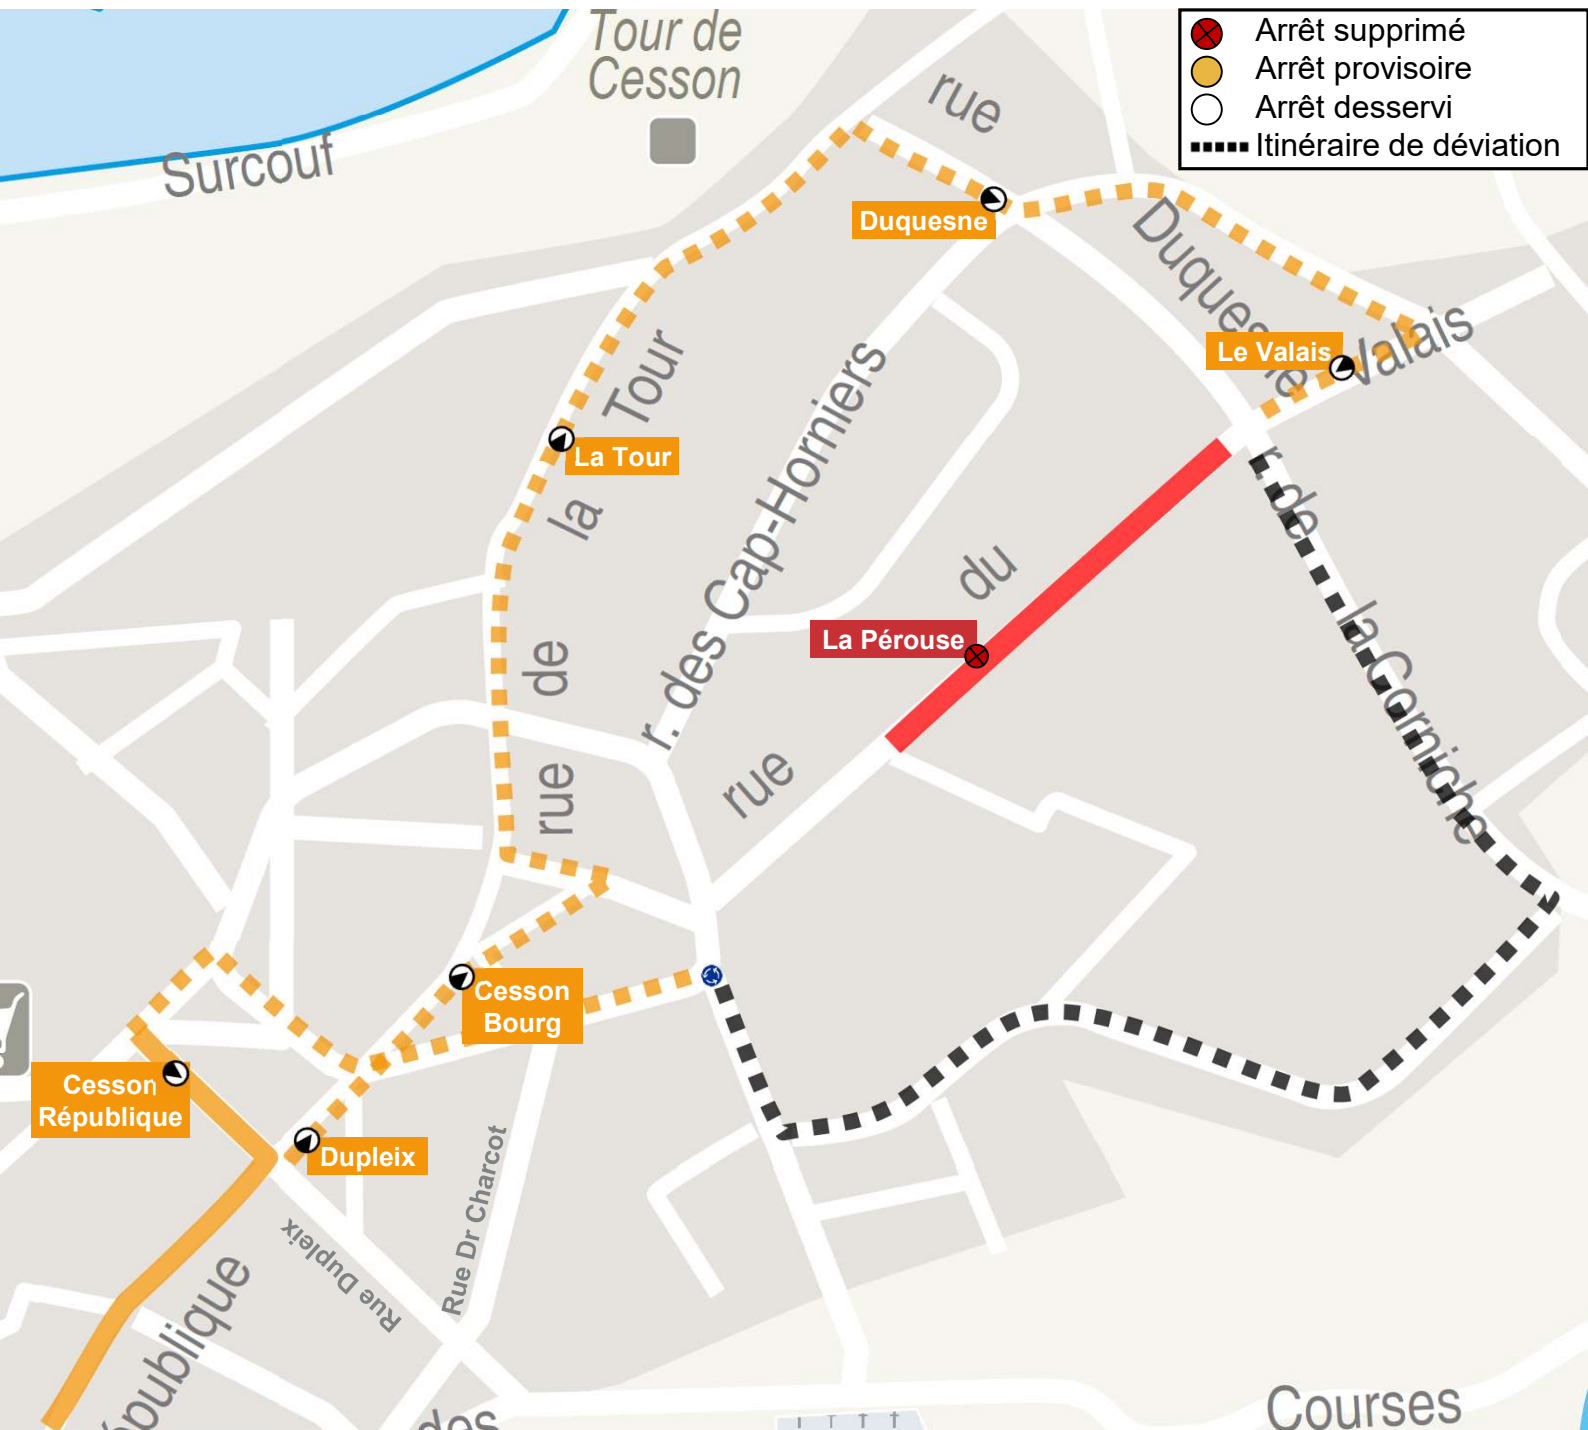 Tour de
Cesson
Surcouf
Arrêt supprimé
Arrêt provisoire
Arrêt desservi
Itinéraire de déviation
rue
Duquesne
Duquesne
Le Valais
Valais
La Tour
rue de la Tour
r. des Cap-Horniers
rue du
La Pérouse
r. de la Corniche
Cesson
Bourg
Cesson
République
Dupleix
Rue Dupleix
Rue Dr Charcot
épublique
des
Courses